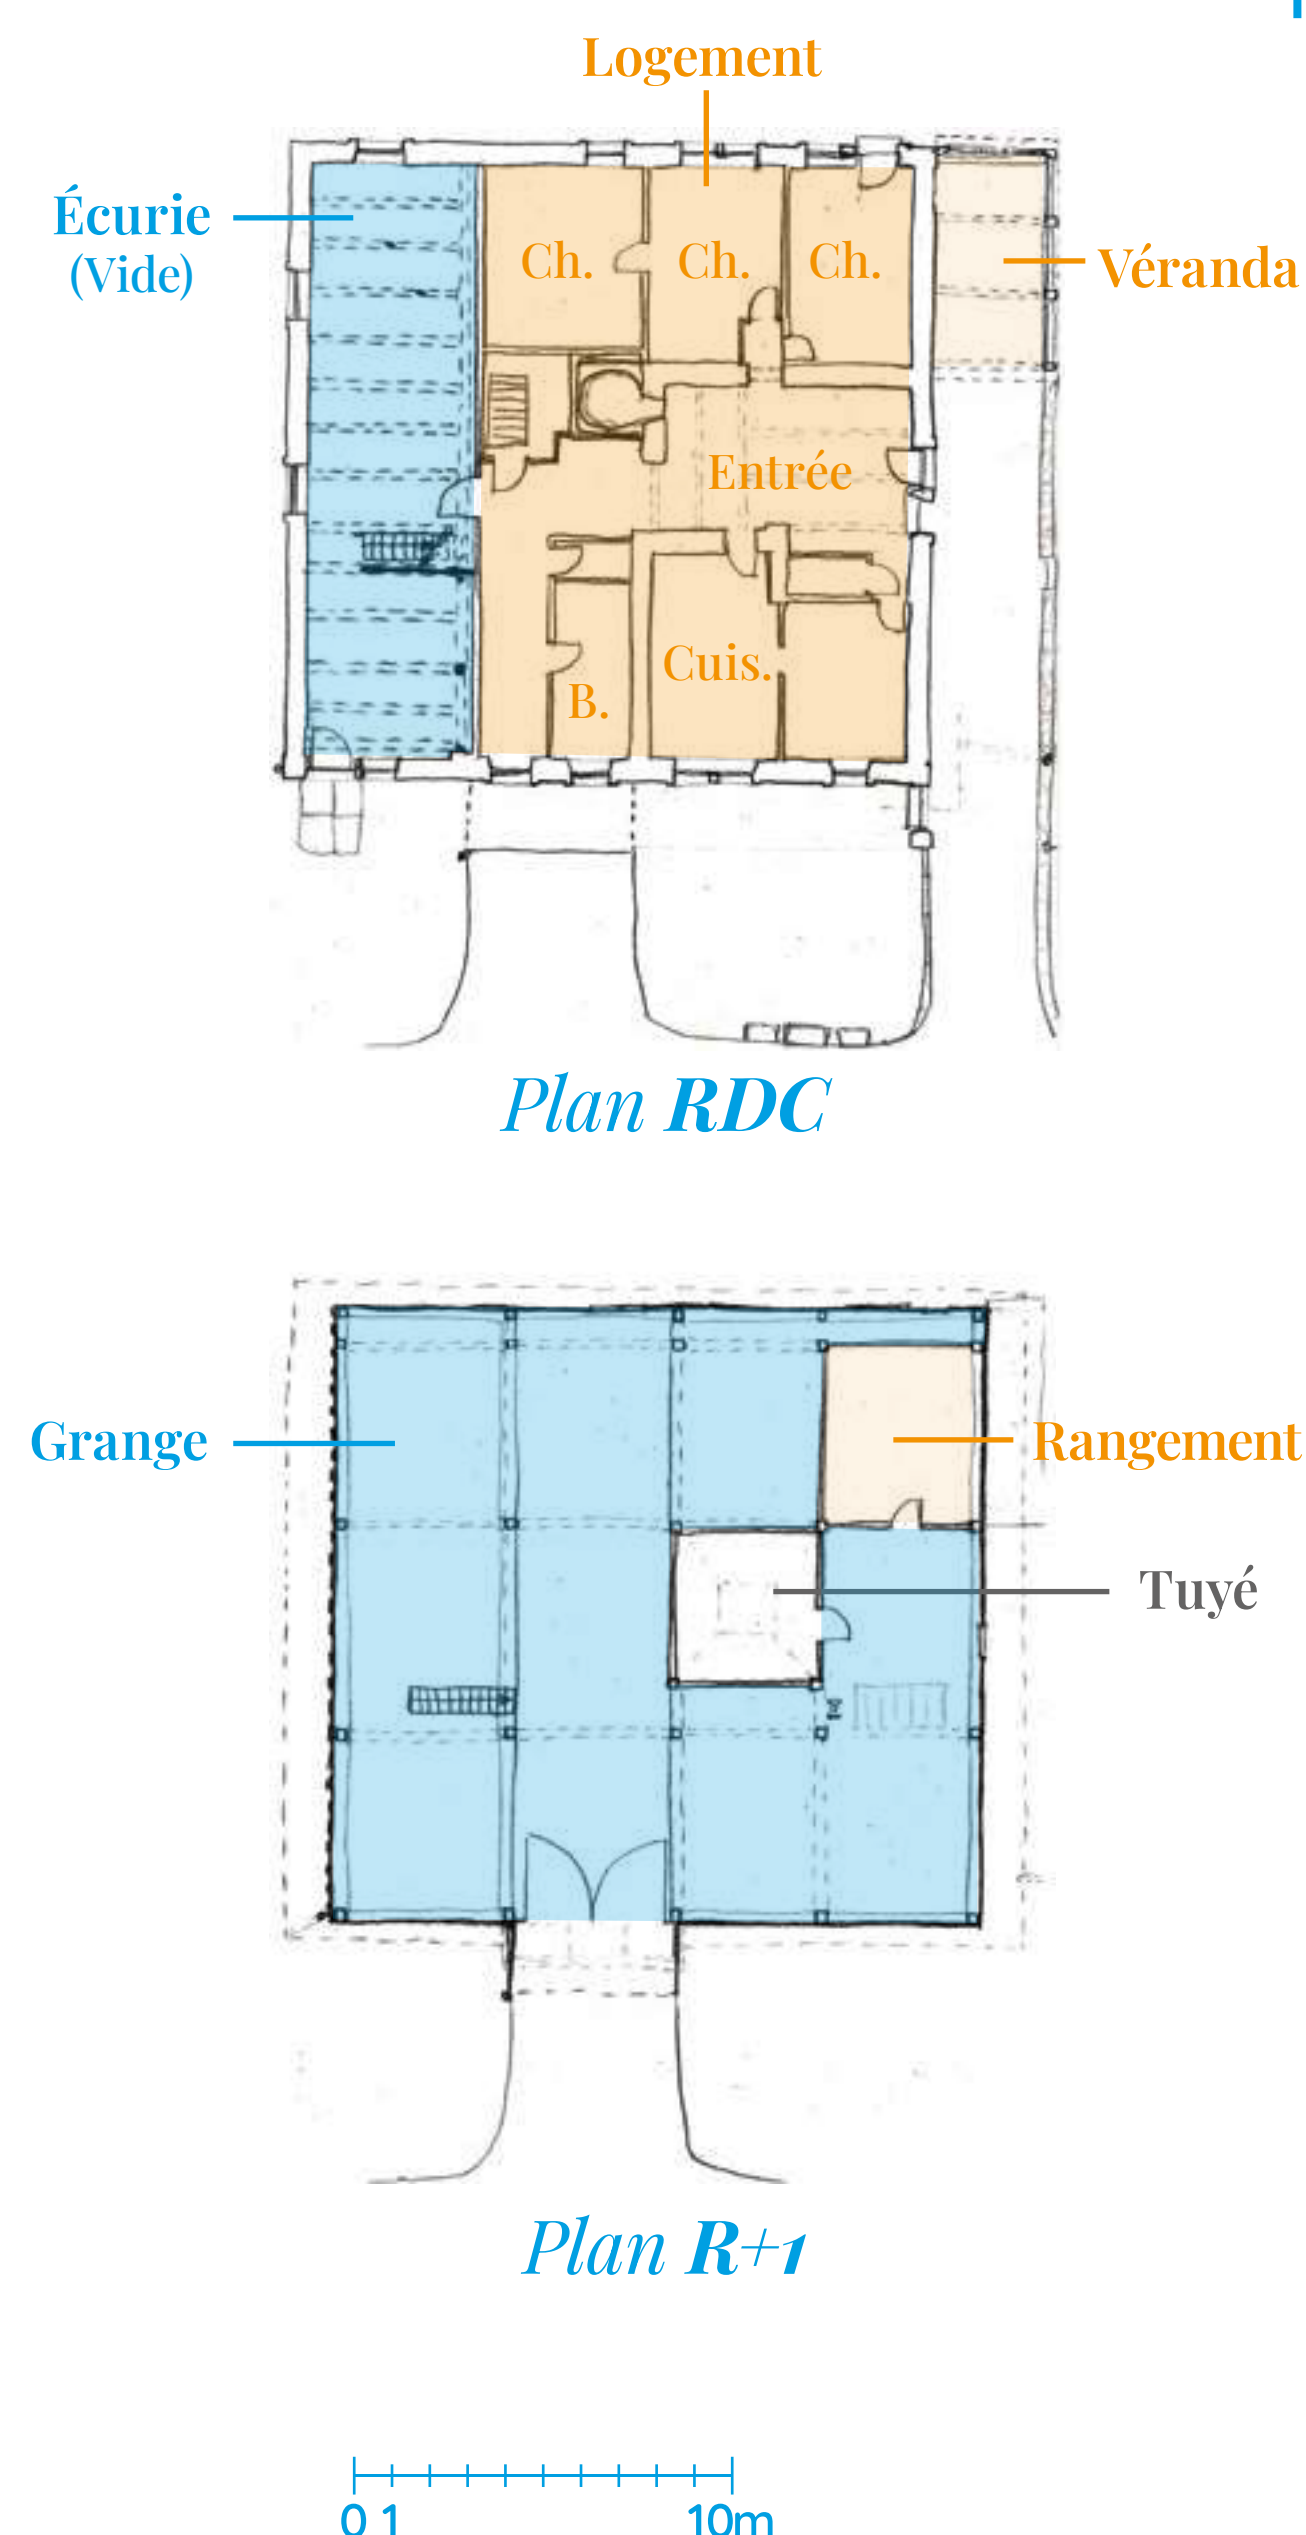 Logement
Écurie
(Vide)
Ch.
Ch.
Ch.
Véranda
Entrée
Cuis.
B.
Plan RDC
Grange
Rangement
Tuyé
Plan R+1
0 1 10m